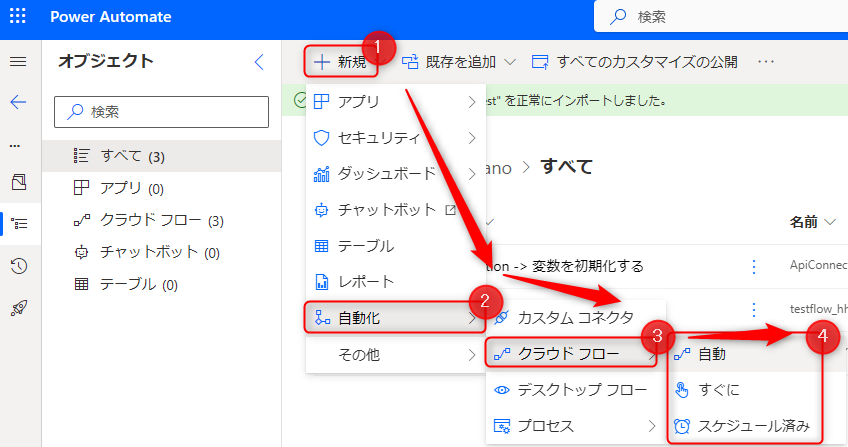 Power Automate
検索
オブジェクト
検索
すべて (3)
アプリ (0)
クラウド フロー (3)
チャットボット (0)
テーブル (0)
新規
1
既存を追加
すべてのカスタマイズの公開
est" を正常にインポートしました。
アプリ
セキュリティ
ダッシュボード
チャットボット
テーブル
レポート
自動化
2
その他
ano
すべて
名前
tion -> 変数を初期化する
ApiConnec
testflow_hh
カスタム コネクタ
クラウド フロー
3
デスクトップ フロー
プロセス
4
自動
すぐに
スケジュール済み